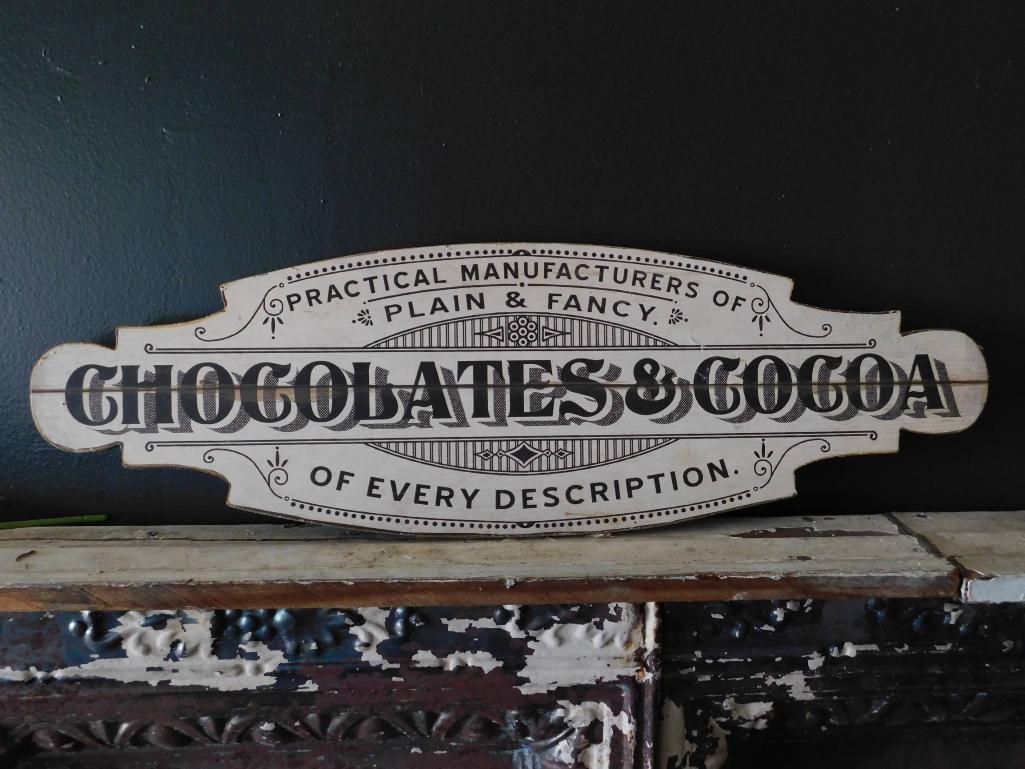 PRACTICAL MANUFACTURERS OF
PLAIN & FANCY.
CHOCOLATES & COCOA
OF EVERY DESCRIPTION.